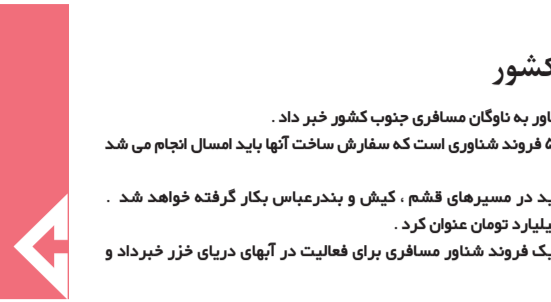 کشور
اور به ناوگان مسافری جنوب کشور خبر داد .
۵ فروند شناوری است که سفارش ساخت آنها باید امسال انجام می شد
ید در مسیرهای قشم ، کیش و بندرعباس بکار گرفته خواهد شد .
یلیارد تومان عنوان کرد .
یک فروند شناور مسافری برای فعالیت در آبهای دریای خزر خبرداد و